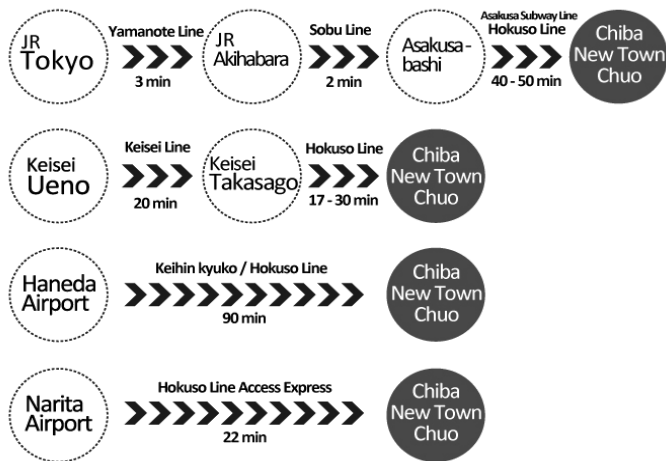 JR
Tokyo
Yamanote Line
3 min
JR
Akihabara
Sobu Line
2 min
Asakusa-
bashi
Asakusa Subway Line
Hokuso Line
40 - 50 min
Chiba
New Town
Chuo
Keisei
Ueno
Keisei Line
20 min
Keisei
Takasago
Hokuso Line
17 - 30 min
Chiba
New Town
Chuo
Haneda
Airport
Keihin kyuko / Hokuso Line
90 min
Chiba
New Town
Chuo
Narita
Airport
Hokuso Line Access Express
22 min
Chiba
New Town
Chuo